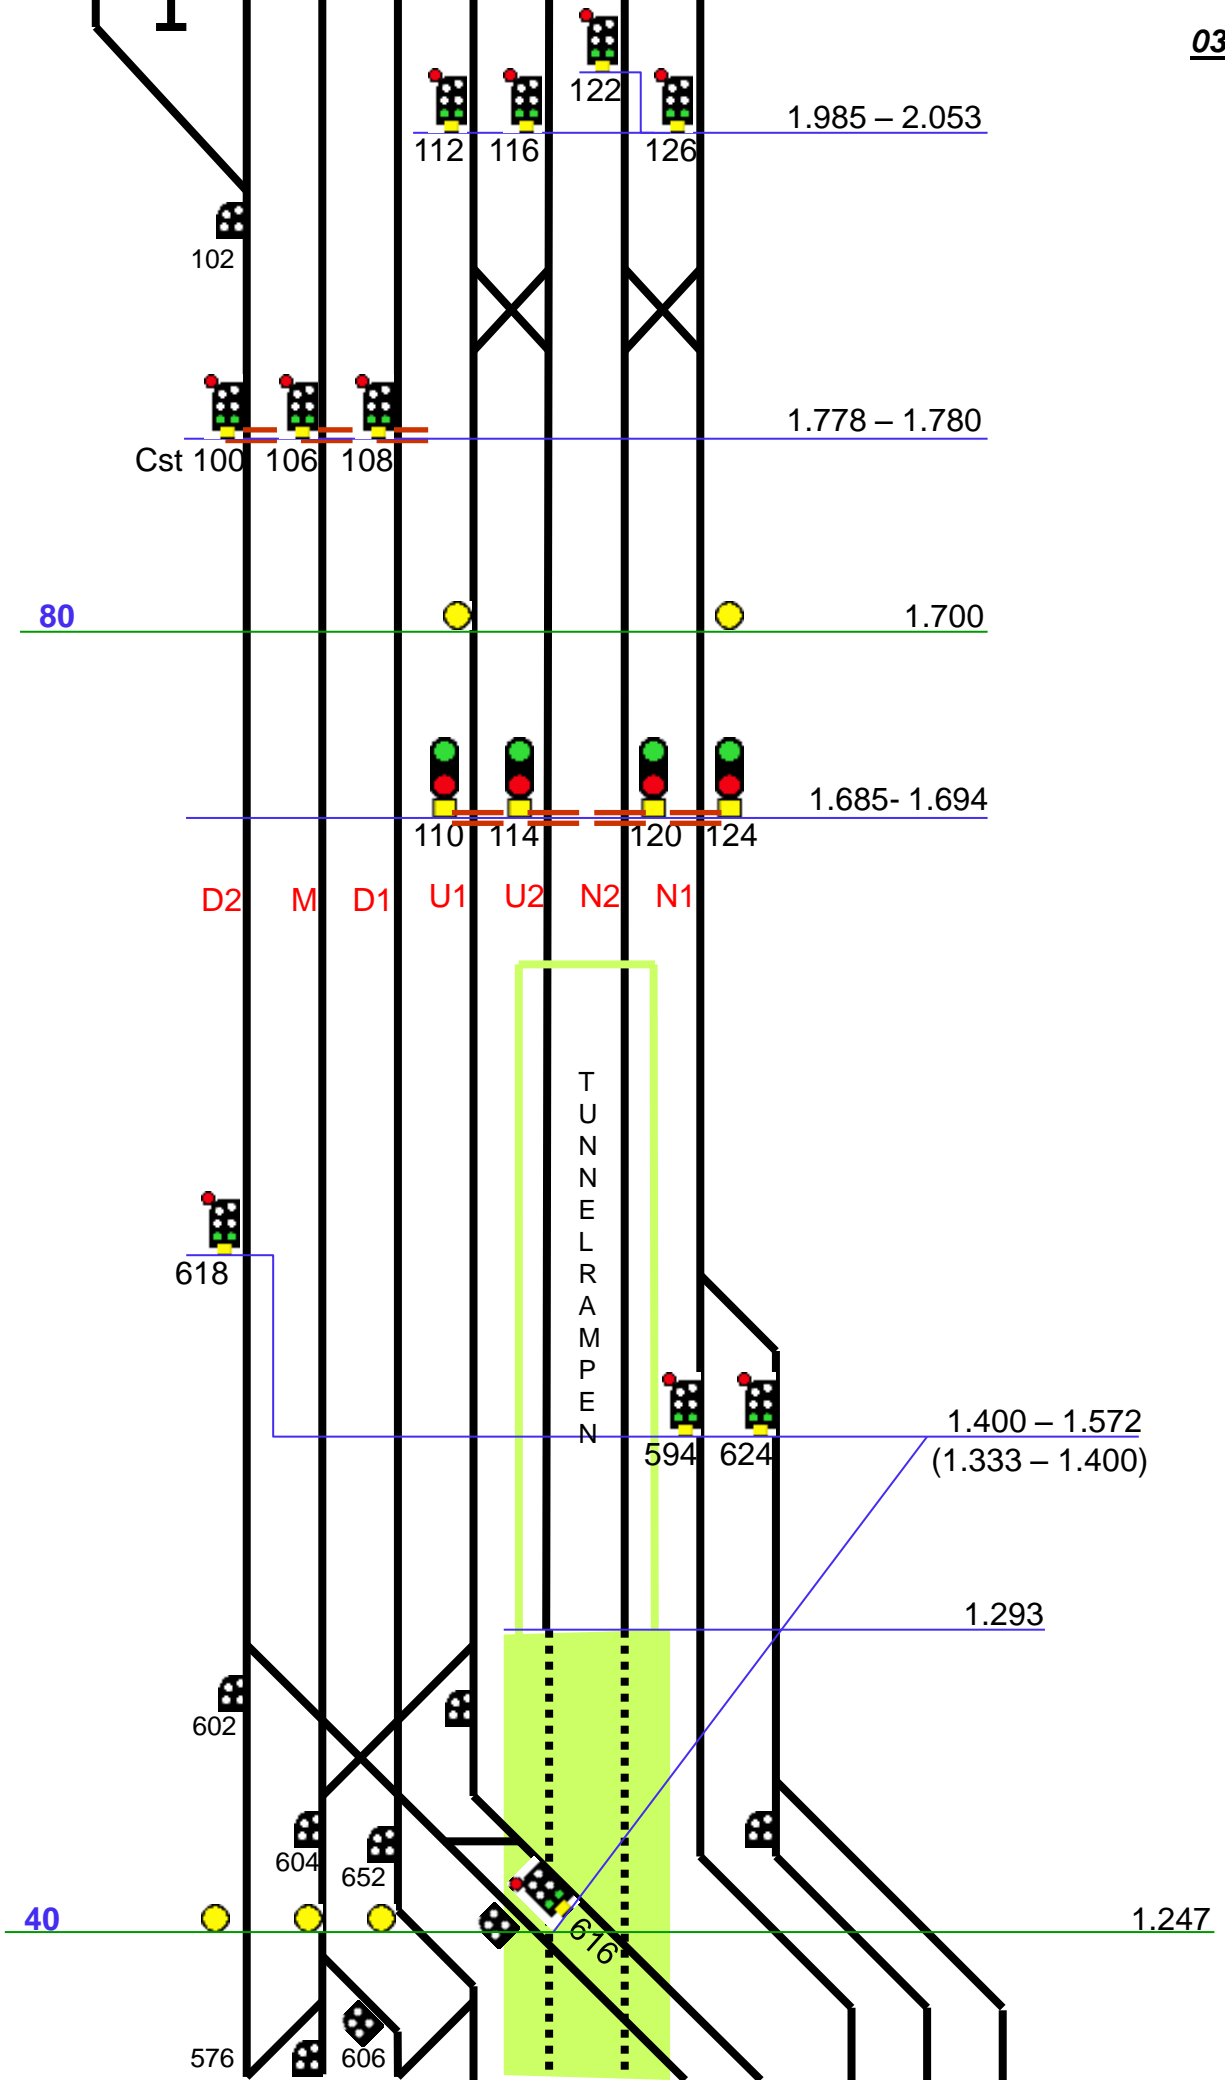 03
122
1.985 – 2.053
112 116 126
102
1.778 – 1.780
Cst 100 106 108
80 1.700
1.685- 1.694
110 114 120 124
D2 M D1 U1 U2 N2 N1
T
U
N
N
E
L
R
A
M
P
E
N
618
1.400 – 1.572
594 624 (1.333 – 1.400)
1.293
602
604
652
40 1.247
616
576 606